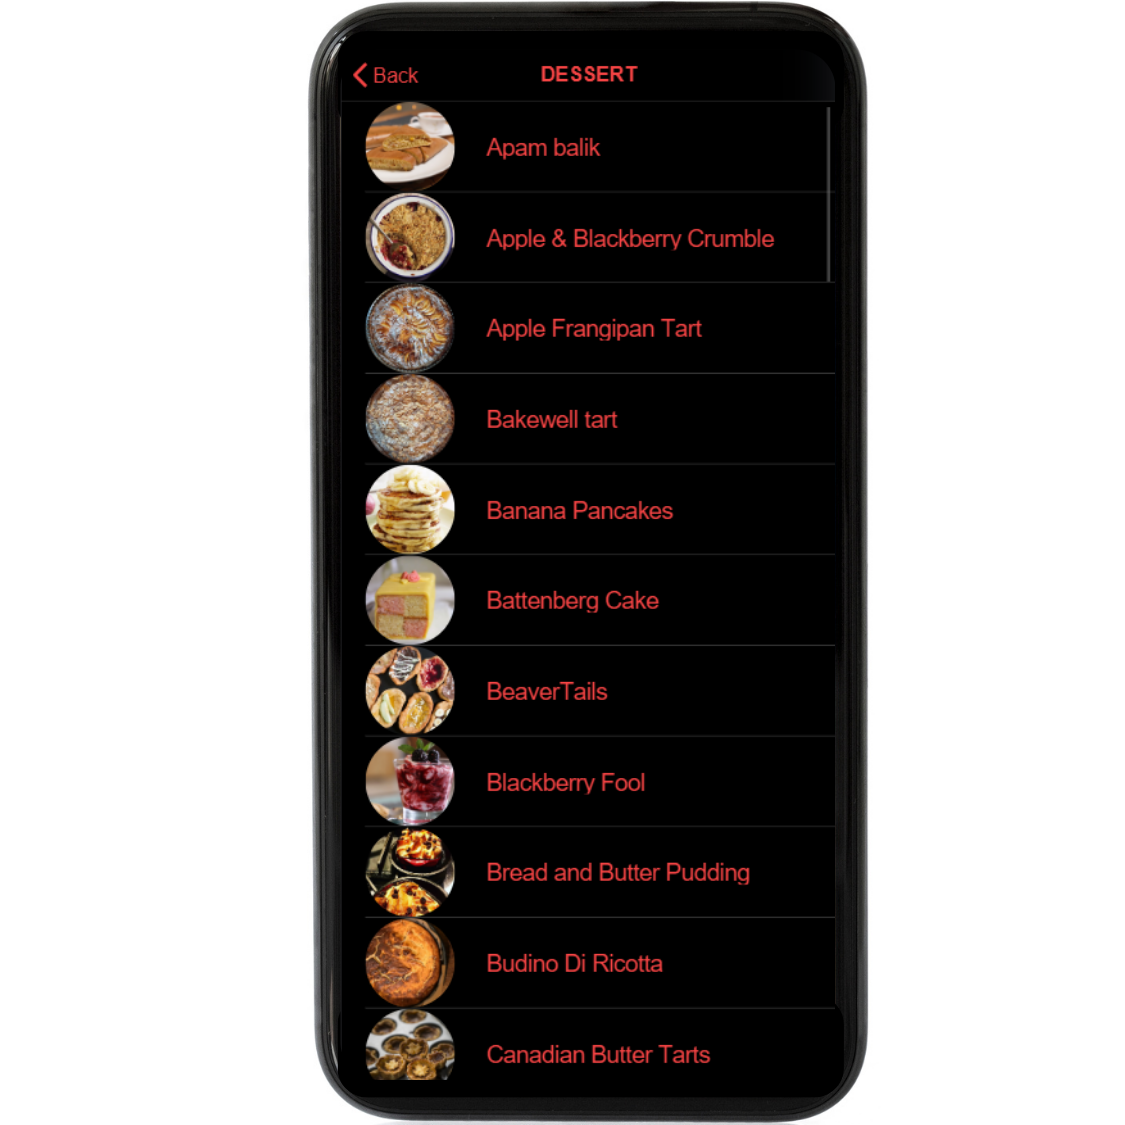 Back
DESSERT
Apam balik
Apple & Blackberry Crumble
Apple Frangipan Tart
Bakewell tart
Banana Pancakes
Battenberg Cake
BeaverTails
Blackberry Fool
Bread and Butter Pudding
Budino Di Ricotta
Canadian Butter Tarts